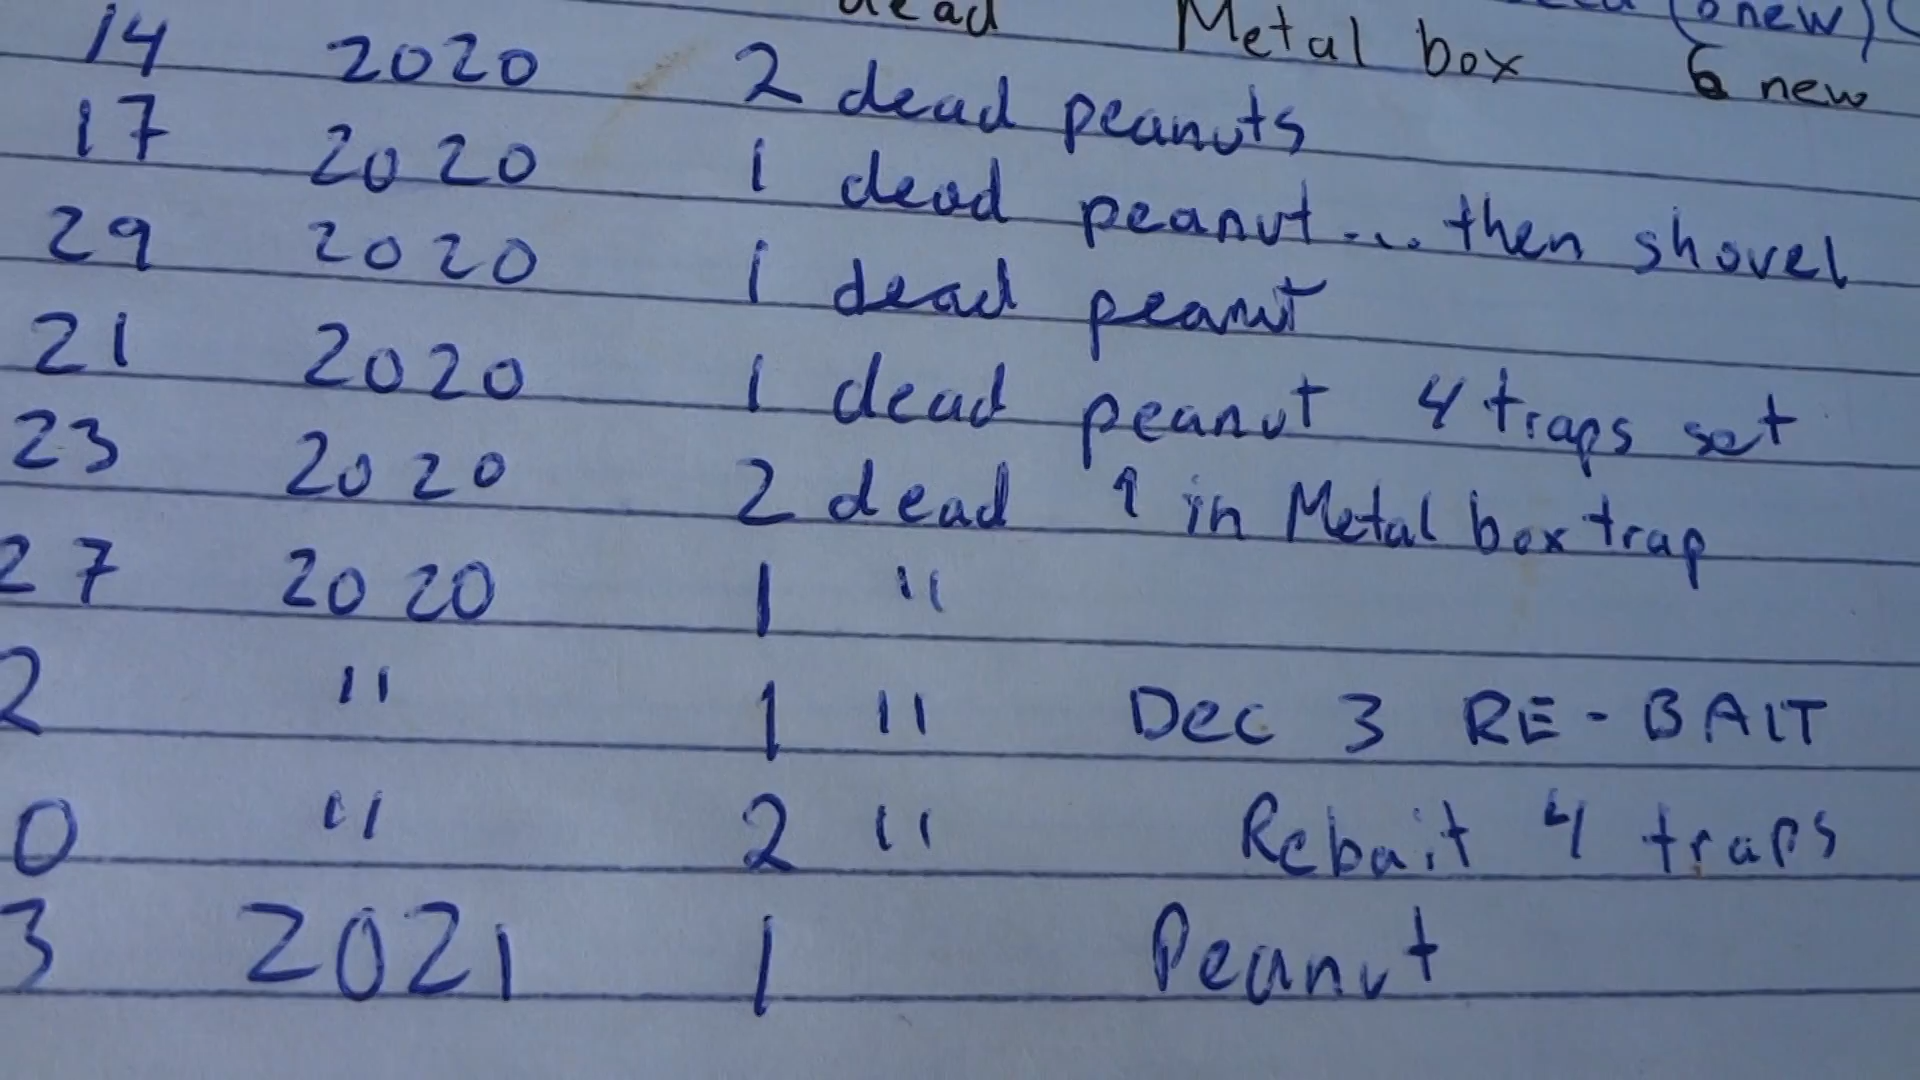 dead Metal box 6 new
14 2020 2 dead peanuts
17 2020 1 dead peanut... then shovel
29 2020 1 dead peanut
21 2020 1 dead peanut 4 traps set
23 2020 2 dead 1 in Metal box trap
27 2020 1 "
2 " 1 " Dec 3 RE-BAIT
0 " 2 " Rebait 4 traps
3 2021 1 Peanut